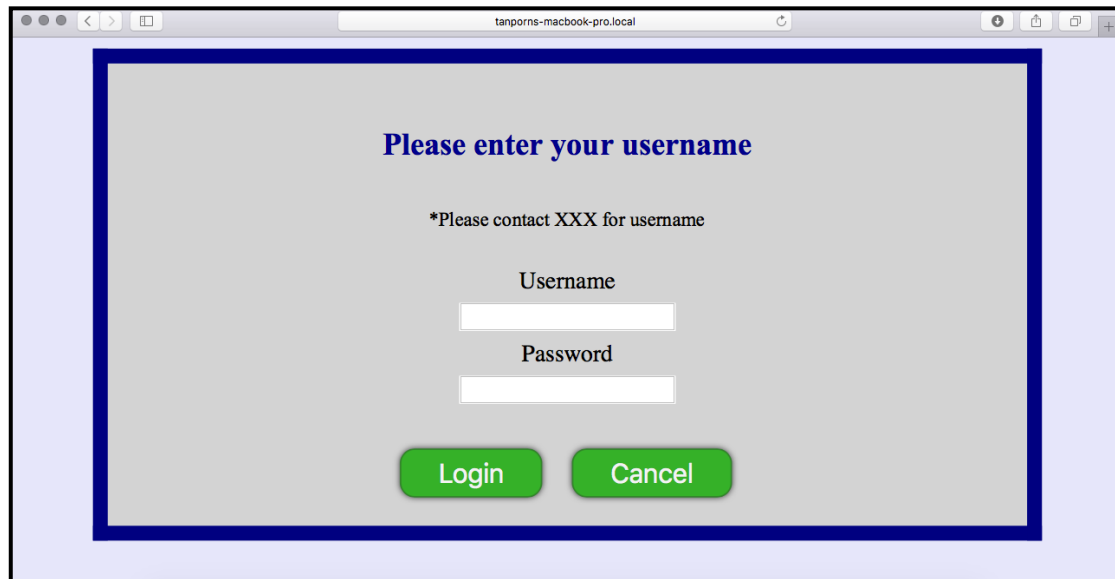 tanporns-macbook-pro.local
Please enter your username
*Please contact XXX for username
Username
Password
Login Cancel